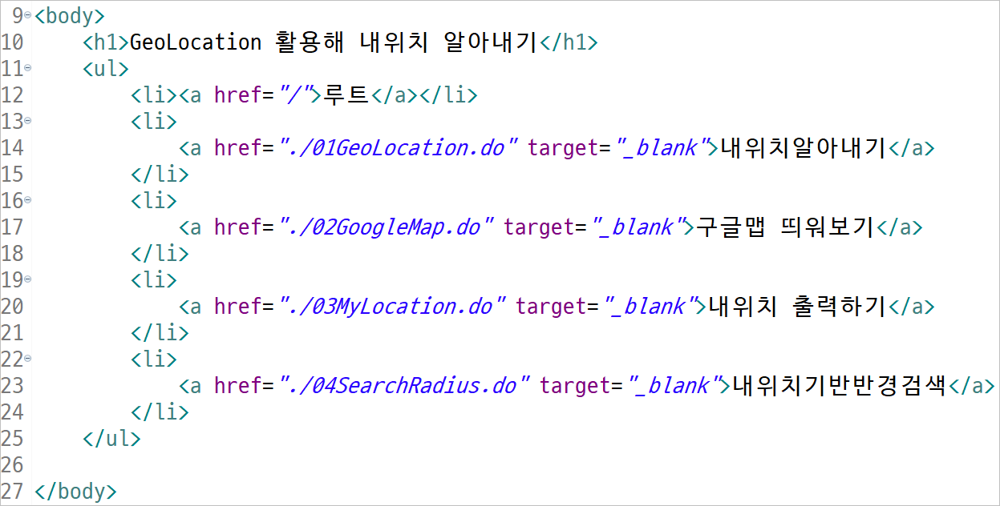 9 <body>
10     <h1>GeoLocation 활용해 내위치 알아내기</h1>
11     <ul>
12         <li><a href="/">루트</a></li>
13         <li>
14             <a href="./01GeoLocation.do" target="_blank">내위치알아내기</a>
15         </li>
16         <li>
17             <a href="./02GoogleMap.do" target="_blank">구글맵 띄워보기</a>
18         </li>
19         <li>
20             <a href="./03MyLocation.do" target="_blank">내위치 출력하기</a>
21         </li>
22         <li>
23             <a href="./04SearchRadius.do" target="_blank">내위치기반반경검색</a>
24         </li>
25     </ul>
26
27 </body>